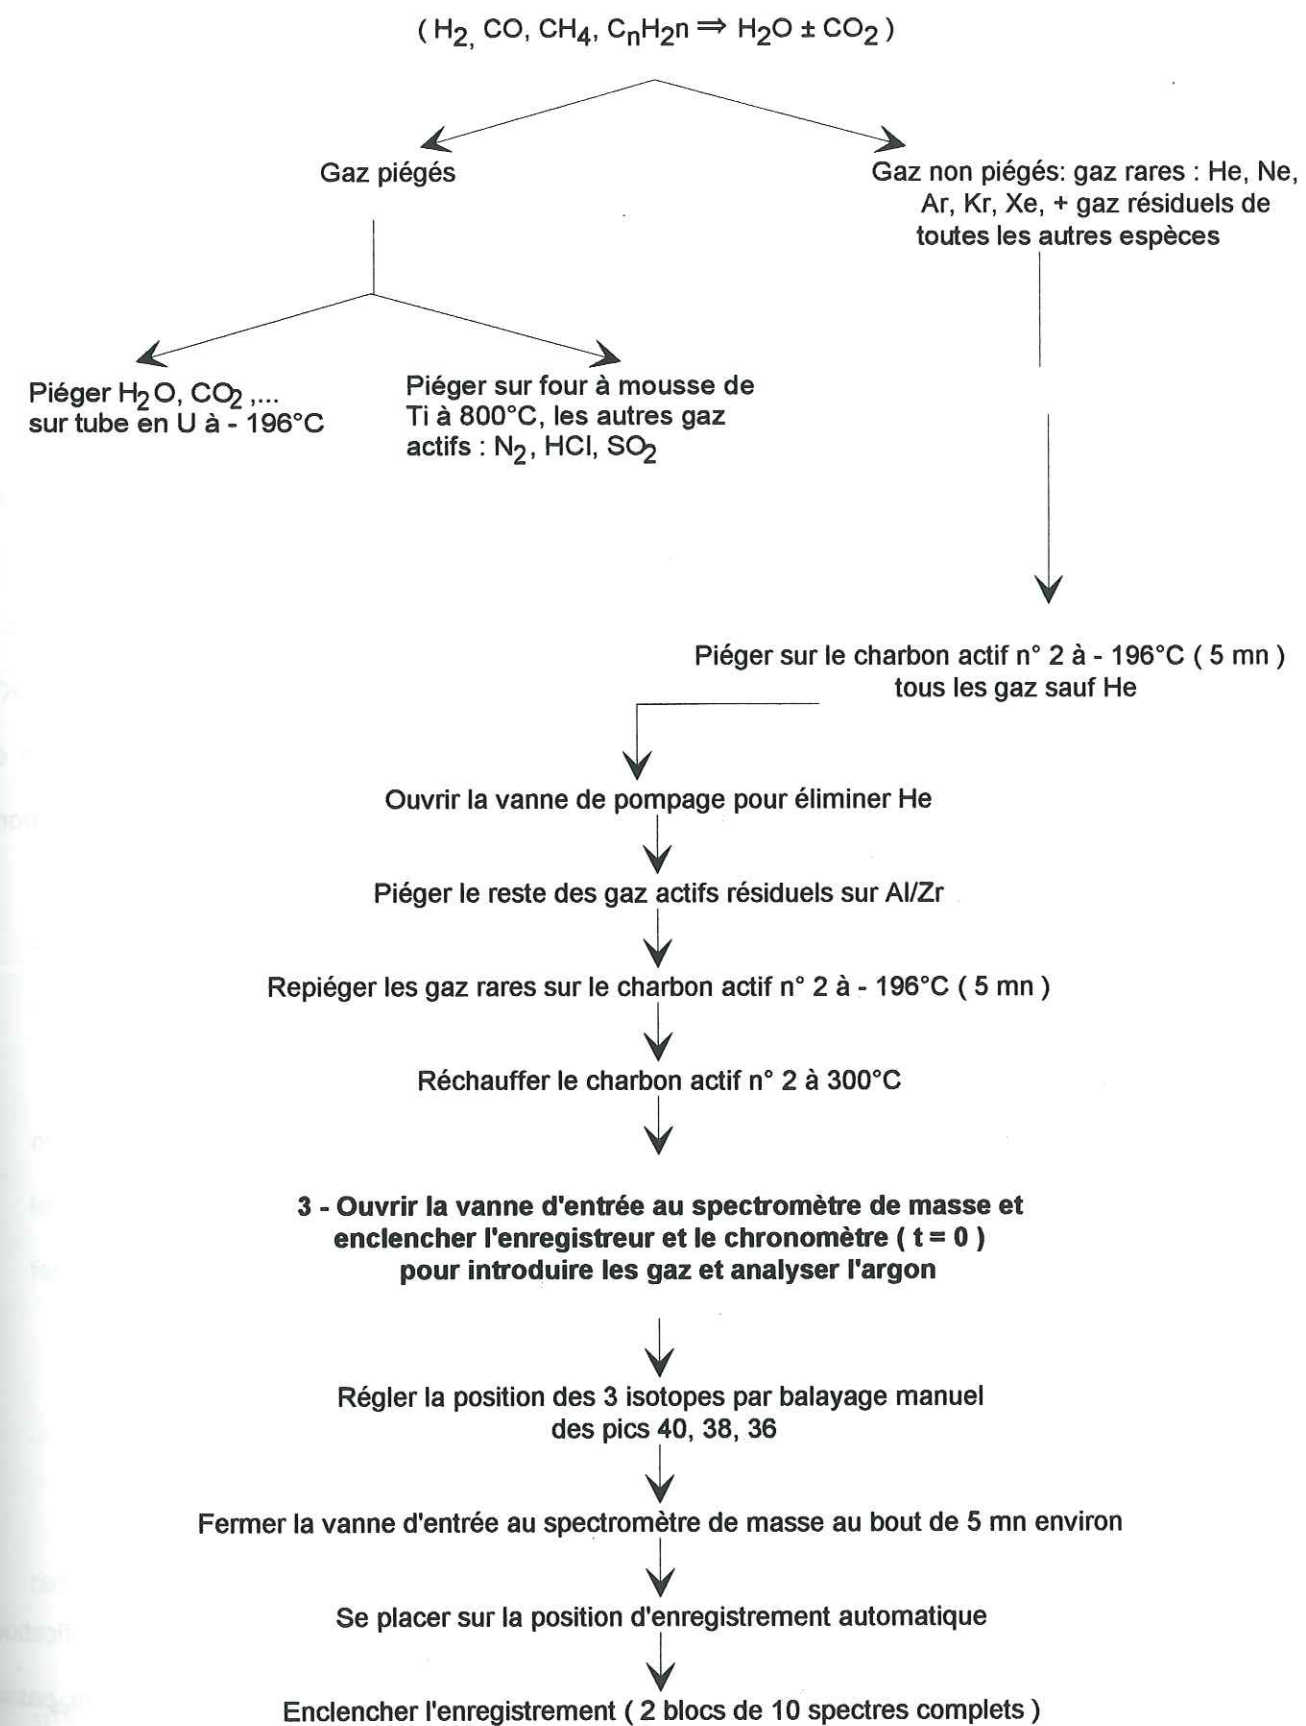 ( H2, CO, CH4, CnH2n ⇒ H2O ± CO2 )
Gaz piégés
Gaz non piégés: gaz rares : He, Ne,
Ar, Kr, Xe, + gaz résiduels de
toutes les autres espèces
Piéger H2O, CO2 ,...
sur tube en U à - 196°C
Piéger sur four à mousse de
Ti à 800°C, les autres gaz
actifs : N2, HCl, SO2
Piéger sur le charbon actif n° 2 à - 196°C ( 5 mn )
tous les gaz sauf He
Ouvrir la vanne de pompage pour éliminer He
Piéger le reste des gaz actifs résiduels sur Al/Zr
Repiéger les gaz rares sur le charbon actif n° 2 à - 196°C ( 5 mn )
Réchauffer le charbon actif n° 2 à 300°C
3 - Ouvrir la vanne d'entrée au spectromètre de masse et
enclencher l'enregistreur et le chronomètre ( t = 0 )
pour introduire les gaz et analyser l'argon
Régler la position des 3 isotopes par balayage manuel
des pics 40, 38, 36
Fermer la vanne d'entrée au spectromètre de masse au bout de 5 mn environ
Se placer sur la position d'enregistrement automatique
Enclencher l'enregistrement ( 2 blocs de 10 spectres complets )